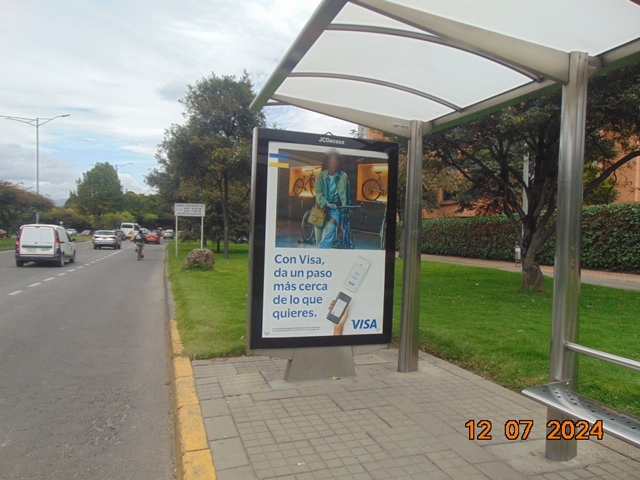 JCDecaux
Con Visa,
da un paso
más cerca
de lo que
quieres.
VISA
12 07 2024